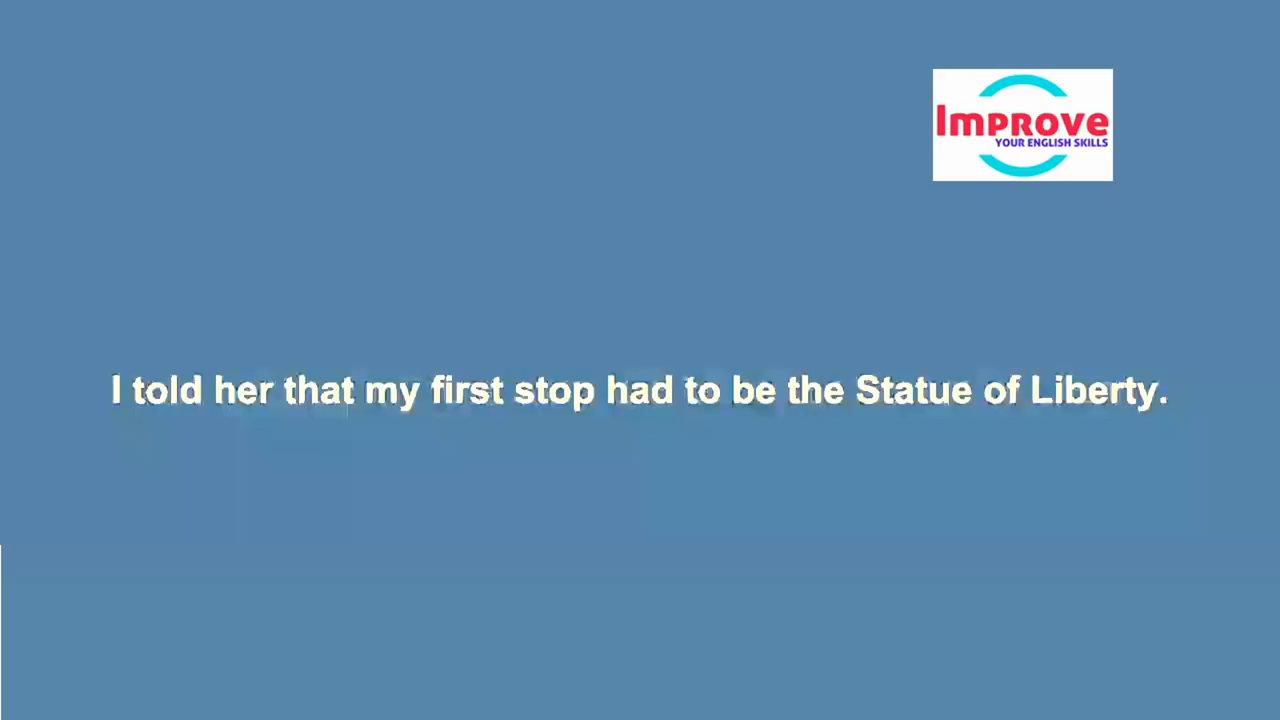 Improve
YOUR ENGLISH SKILLS
I told her that my first stop had to be the Statue of Liberty.